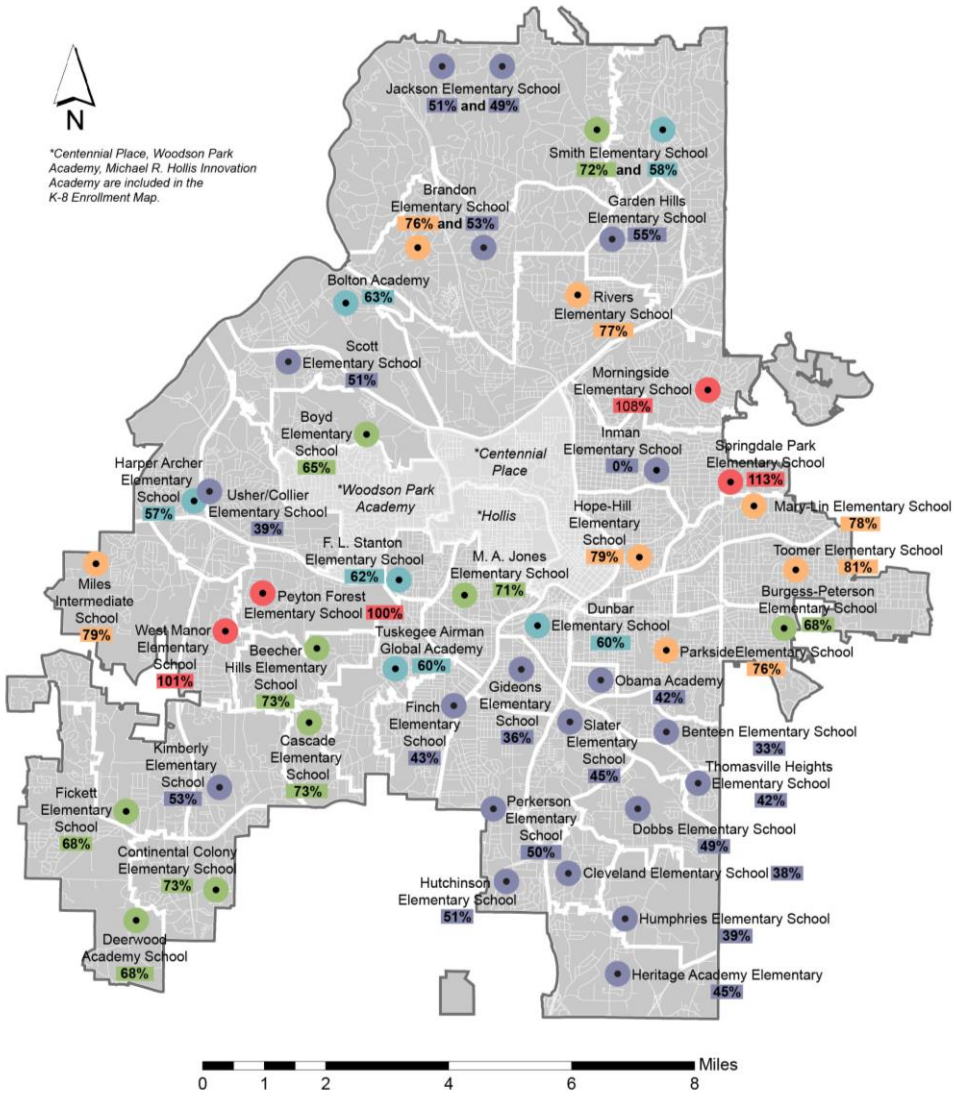 N
*Centennial Place, Woodson Park
Academy, Michael R. Hollis Innovation
Academy are included in the
K-8 Enrollment Map.
Jackson Elementary School
51% and 49%
Smith Elementary School
72% and 58%
Brandon
Elementary School
76% and 53%
Garden Hills
Elementary School
55%
Bolton Academy
63%
Rivers
Elementary School
77%
Scott
Elementary School
51%
Morningside
Elementary School
108%
Boyd
Elementary
School
65%
*Centennial
Place
Inman
Elementary School
0%
Springdale Park
Elementary School
113%
Harper Archer
Elementary
School
57%
Usher/Collier
Elementary School
39%
*Woodson Park
Academy
*Hollis
Hope-Hill
Elementary
School
79%
Mary-Lin Elementary School
78%
F. L. Stanton
Elementary School
62%
M. A. Jones
Elementary School
71%
Toomer Elementary School
81%
Miles
Intermediate
School
79%
Peyton Forest
Elementary School 100%
Burgess-Peterson
Elementary School
68%
West Manor
Elementary
School
101%
Beecher
Hills Elementary
School
73%
Tuskegee Airman
Global Academy
60%
Dunbar
Elementary School
60%
ParksideElementary School
76%
Gideons
Elementary
School
36%
Obama Academy
42%
Finch
Elementary
School
43%
Slater
Elementary
School
45%
Benteen Elementary School
33%
Cascade
Elementary
School
73%
Kimberly
Elementary
School
53%
Thomasville Heights
Elementary School
42%
Fickett
Elementary
School
68%
Perkerson
Elementary
School
50%
Dobbs Elementary School
49%
Continental Colony
Elementary School
73%
Cleveland Elementary School 38%
Hutchinson
Elementary School
51%
Humphries Elementary School
39%
Deerwood
Academy School
68%
Heritage Academy Elementary
45%
Miles
0 1 2 4 6 8